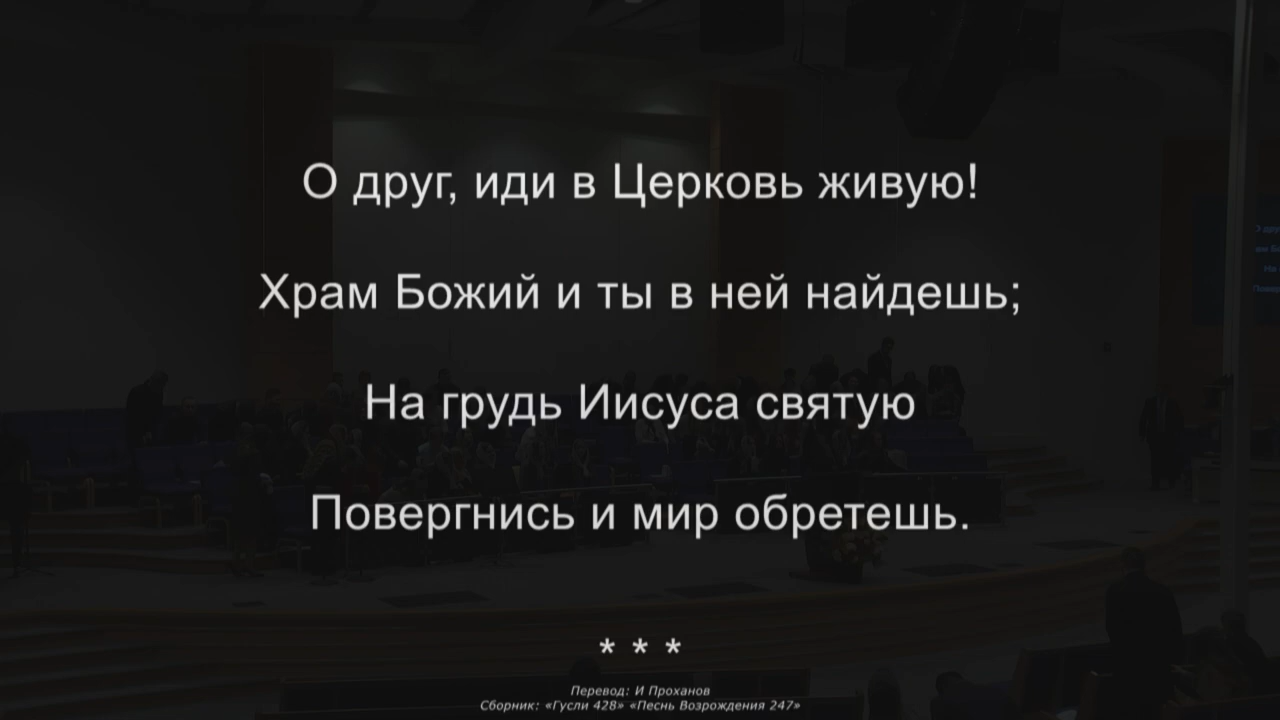 О друг, иди в Церковь живую!
Храм Божий и ты в ней найдешь;
На грудь Иисуса святую
Повергнись и мир обретешь.
* * *
Перевод: И Проханов
Сборник: «Гусли 428» «Песнь Возрождения 247»